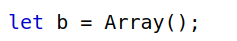 let b = Array();